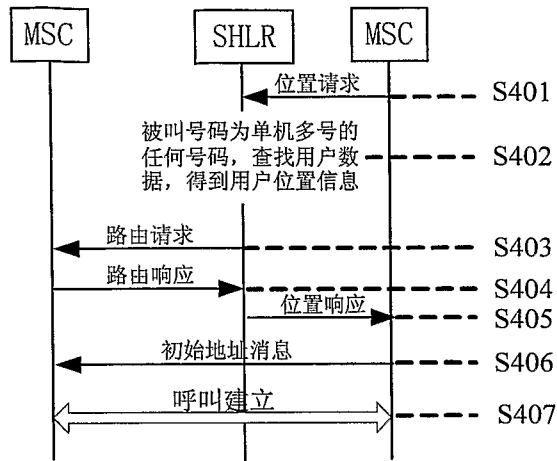 MSC
SHLR
MSC
位置请求
S401
被叫号码为单机多号的
任何号码，查找用户数
据，得到用户位置信息
S402
路由请求
S403
路由响应
S404
位置响应
S405
初始地址消息
S406
呼叫建立
S407